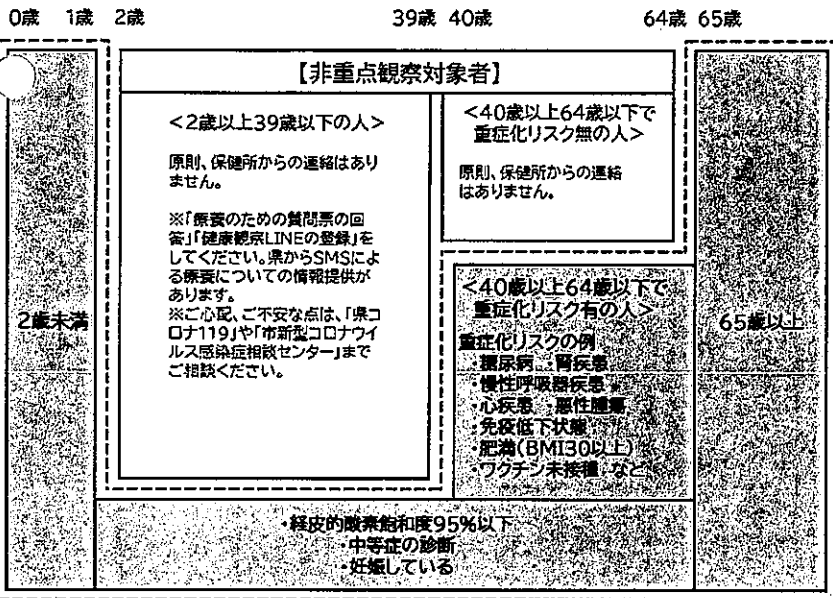 0歳 1歳 2歳 39歳 40歳 64歳 65歳
【非重点観察対象者】
<2歳以上39歳以下の人>
原則、保健所からの連絡はあり
ません。
※「療養のための質問票の回
答」「健康観察LINEの登録」を
してください。県からSMSによ
る療養についての情報提供が
あります。
※ご心配、ご不安な点は、「県コ
ロナ119」や「市新型コロナウイ
ルス感染症相談センター」まで
ご相談ください。
<40歳以上64歳以下で
重症化リスク無の人>
原則、保健所からの連絡
はありません。
2歳未満
<40歳以上64歳以下で
重症化リスク有の人>
重症化リスクの例
・糖尿病 ・腎疾患
・慢性呼吸器疾患
・心疾患 ・悪性腫瘍
・免疫低下状態
・肥満(BMI30以上)
・ワクチン未接種 など
65歳以上
・経皮的酸素飽和度95%以下
・中等症の診断
・妊娠している